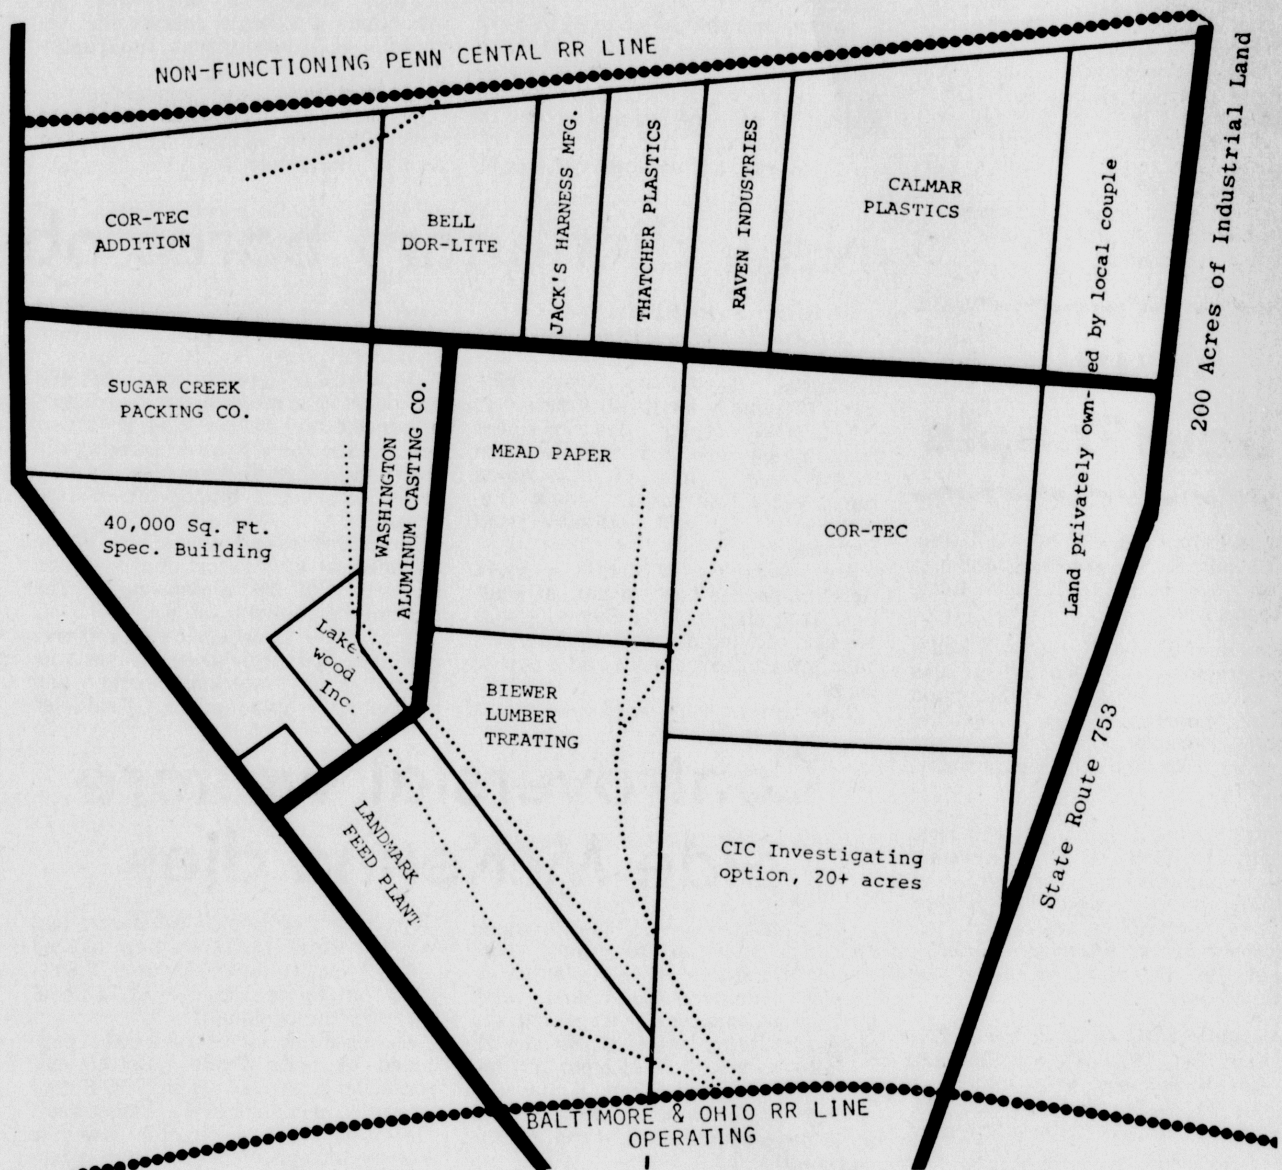 NON-FUNCTIONING PENN CENTAL RR LINE
200 Acres of Industrial Land
COR-TEC
ADDITION
BELL
DOR-LITE
JACK'S HARNESS MFG.
THATCHER PLASTICS
RAVEN INDUSTRIES
CALMAR
PLASTICS
Land privately own-ed by local couple
SUGAR CREEK
PACKING CO.
WASHINGTON
ALUMINUM CASTING CO.
MEAD PAPER
COR-TEC
40,000 Sq. Ft.
Spec. Building
Lake
wood
Inc.
BIEWER
LUMBER
TREATING
State Route 753
LANDMARK
FEED PLANT
CIC Investigating
option, 20+ acres
BALTIMORE & OHIO RR LINE
OPERATING